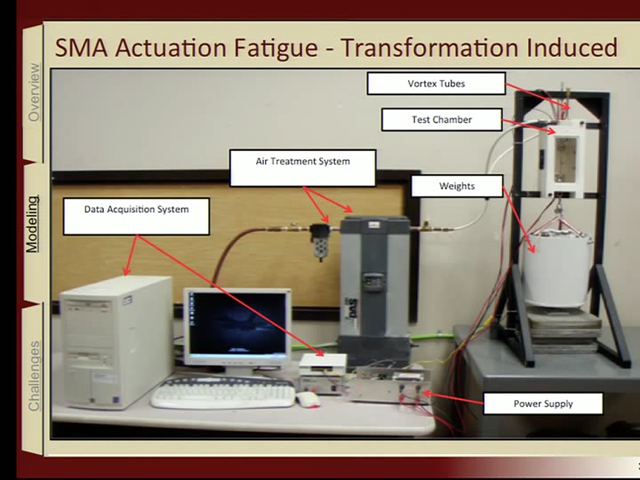 SMA Actuation Fatigue - Transformation Induced
Overview
Modeling
Challenges
Vortex Tubes
Test Chamber
Air Treatment System
Weights
Data Acquisition System
Power Supply